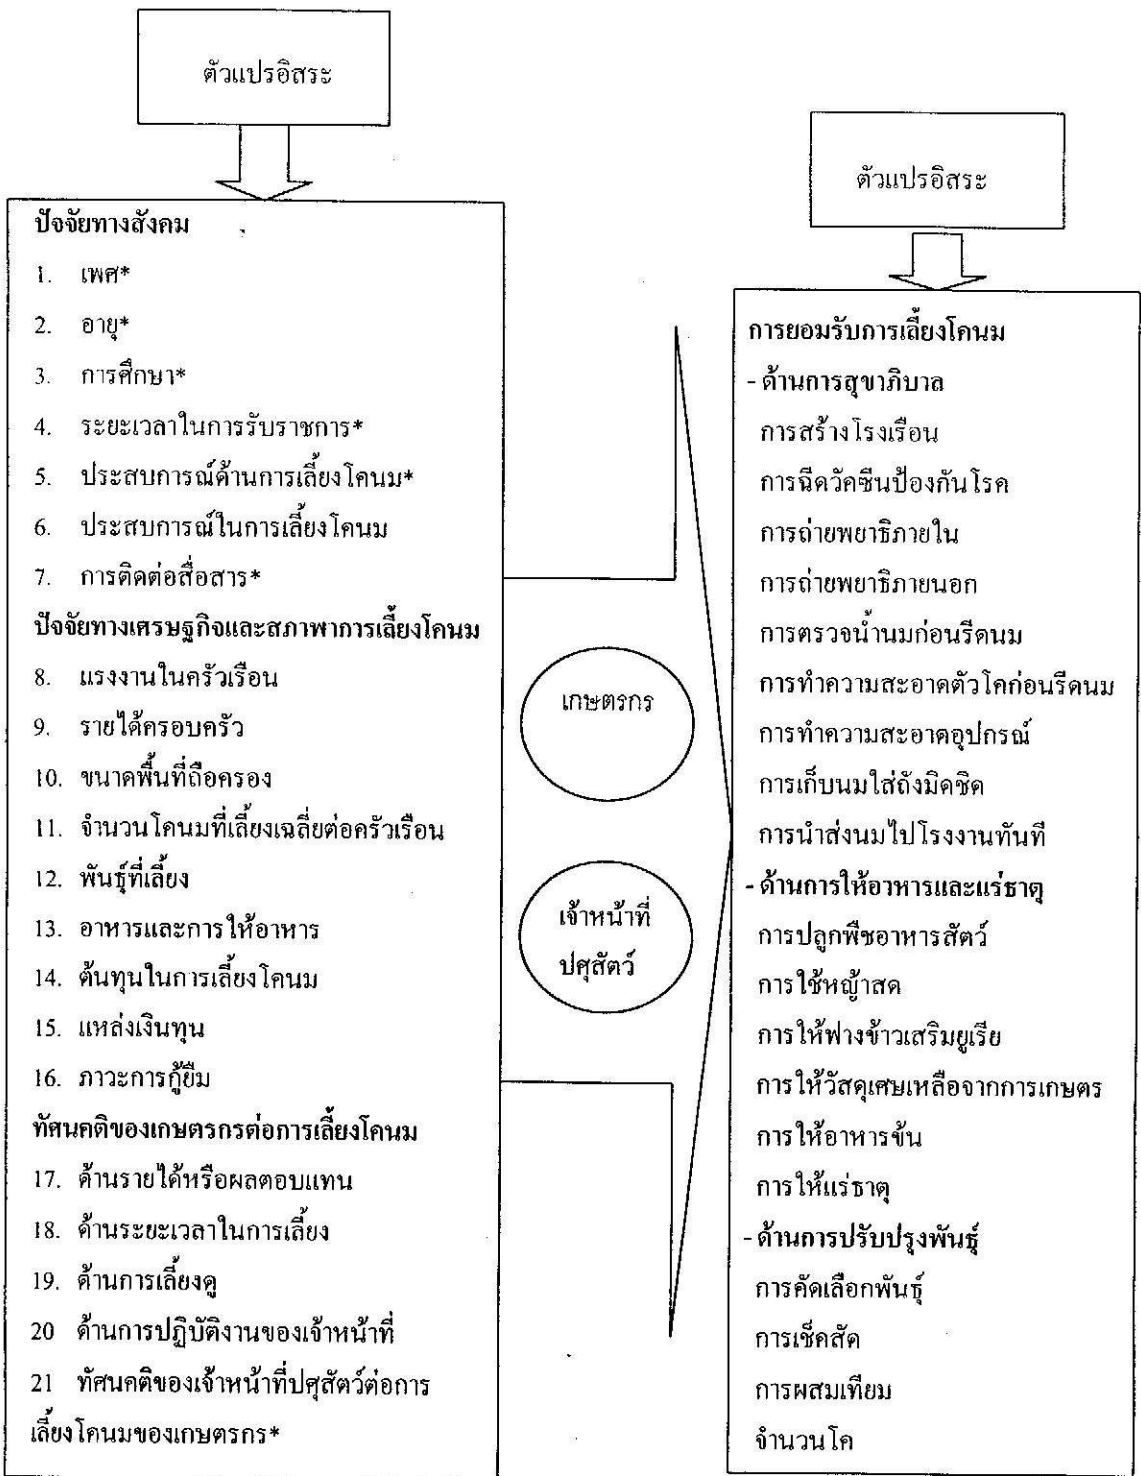 ตัวแปรอิสระ
ปัจจัยทางสังคม
1. เพศ*
2. อายุ*
3. การศึกษา*
4. ระยะเวลาในการรับราชการ*
5. ประสบการณ์ด้านการเลี้ยงโคนม*
6. ประสบการณ์ในการเลี้ยงโคนม
7. การติดต่อสื่อสาร*
ปัจจัยทางเศรษฐกิจและสภาพาการเลี้ยงโคนม
8. แรงงานในครัวเรือน
9. รายได้ครอบครัว
10. ขนาดพื้นที่ถือครอง
11. จำนวนโคนมที่เลี้ยงเฉลี่ยต่อครัวเรือน
12. พันธุ์ที่เลี้ยง
13. อาหารและการให้อาหาร
14. ต้นทุนในการเลี้ยงโคนม
15. แหล่งเงินทุน
16. ภาวะการกู้ยืม
ทัศนคติของเกษตรกรต่อการเลี้ยงโคนม
17. ด้านรายได้หรือผลตอบแทน
18. ด้านระยะเวลาในการเลี้ยง
19. ด้านการเลี้ยงดู
20 ด้านการปฏิบัติงานของเจ้าหน้าที่
21 ทัศนคติของเจ้าหน้าที่ปศุสัตว์ต่อการ
เลี้ยงโคนมของเกษตรกร*
เกษตรกร
เจ้าหน้าที่
ปศุสัตว์
ตัวแปรอิสระ
การยอมรับการเลี้ยงโคนม
- ด้านการสุขาภิบาล
การสร้างโรงเรือน
การฉีดวัคซีนป้องกันโรค
การถ่ายพยาธิภายใน
การถ่ายพยาธิภายนอก
การตรวจน้ำนมก่อนรีดนม
การทำความสะอาดตัวโคก่อนรีดนม
การทำความสะอาดอุปกรณ์
การเก็บนมใส่ถังมิดชิด
การนำส่งนมไปโรงงานทันที
- ด้านการให้อาหารและแร่ธาตุ
การปลูกพืชอาหารสัตว์
การใช้หญ้าสด
การให้ฟางข้าวเสริมยูเรีย
การให้วัสดุเศษเหลือจากการเกษตร
การให้อาหารข้น
การให้แร่ธาตุ
- ด้านการปรับปรุงพันธุ์
การคัดเลือกพันธุ์
การเช็คสัด
การผสมเทียม
จำนวนโค